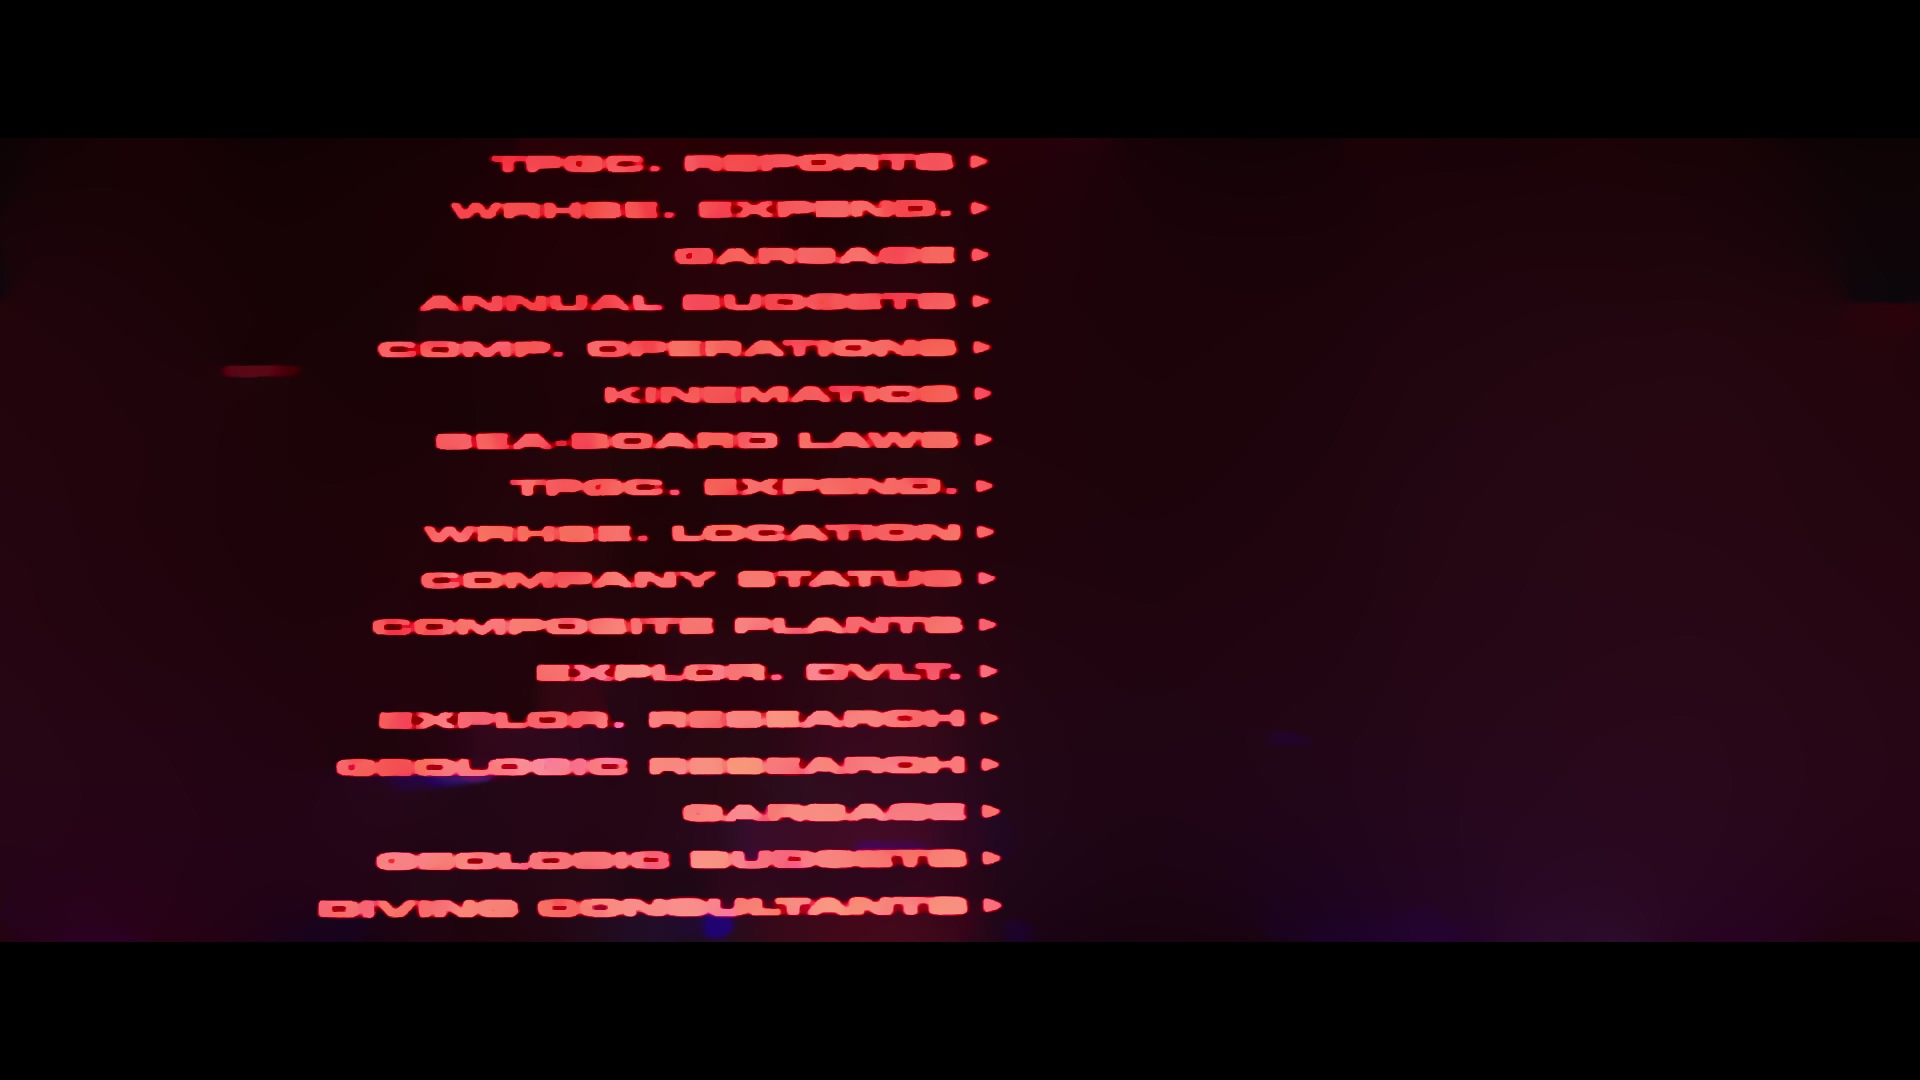 TPGC. REPORTS
WRHSE. EXPEND.
GARBAGE
ANNUAL BUDGETS
COMP. OPERATIONS
KINEMATICS
SEA-BOARD LAWS
TPGC. EXPEND.
WRHSE. LOCATION
COMPANY STATUS
COMPOSITE PLANTS
EXPLOR. DVLT.
EXPLOR. RESEARCH
GEOLOGIC RESEARCH
GARBAGE
GEOLOGIC BUDGETS
DIVING CONSULTANTS